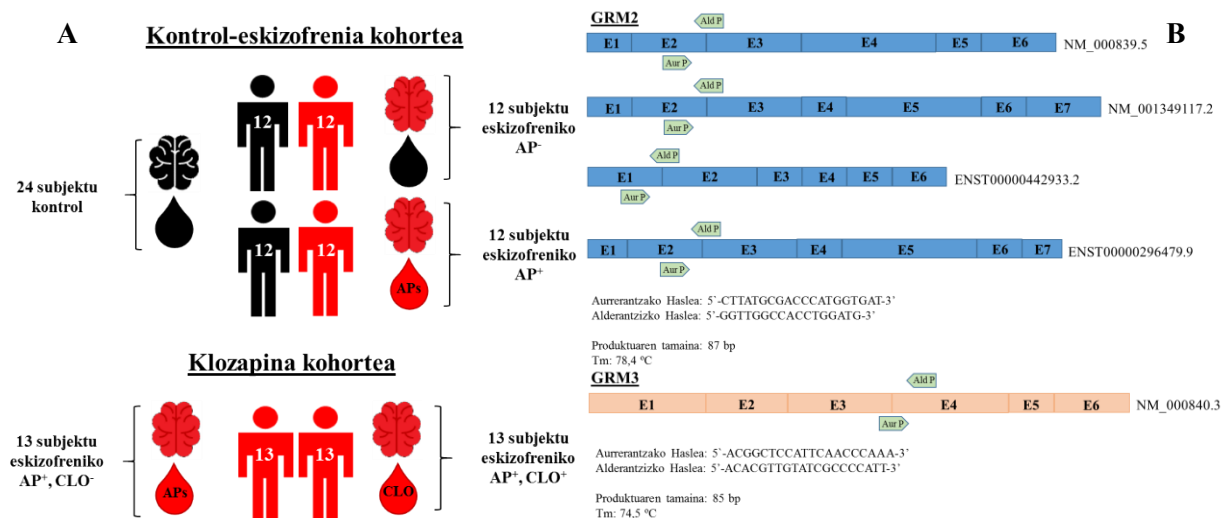 A
Kontrol-eskizofrenia kohortea
24 subjektu
kontrol
12
12
12 subjektu
eskizofreniko
AP⁻
12
12
APs
12 subjektu
eskizofreniko
AP⁺
Klozapina kohortea
13 subjektu
eskizofreniko
AP⁺, CLO⁻
APs
13
13
CLO
13 subjektu
eskizofreniko
AP⁺, CLO⁺
B
GRM2
Ald P
E1 E2 E3 E4 E5 E6 NM_000839.5
Aur P
Ald P
E1 E2 E3 E4 E5 E6 E7 NM_001349117.2
Aur P
Ald P
E1 E2 E3 E4 E5 E6 ENST00000442933.2
Aur P
Ald P
E1 E2 E3 E4 E5 E6 E7 ENST00000296479.9
Aur P
Aurrerantzako Haslea: 5`-CTTATGCGACCCATGGTGAT-3’
Alderantzizko Haslea: 5’-GGTTGGCCACCTGGATG-3’
Produktuaren tamaina: 87 bp
Tm: 78,4 ºC
GRM3
Ald P
E1 E2 E3 E4 E5 E6 NM_000840.3
Aur P
Aurrerantzako Haslea: 5’-ACGGCTCCATTCAACCCAAA-3’
Alderantzizko Haslea: 5’-ACACGTTGTATCGCCCCATT-3’
Produktuaren tamaina: 85 bp
Tm: 74,5 ºC